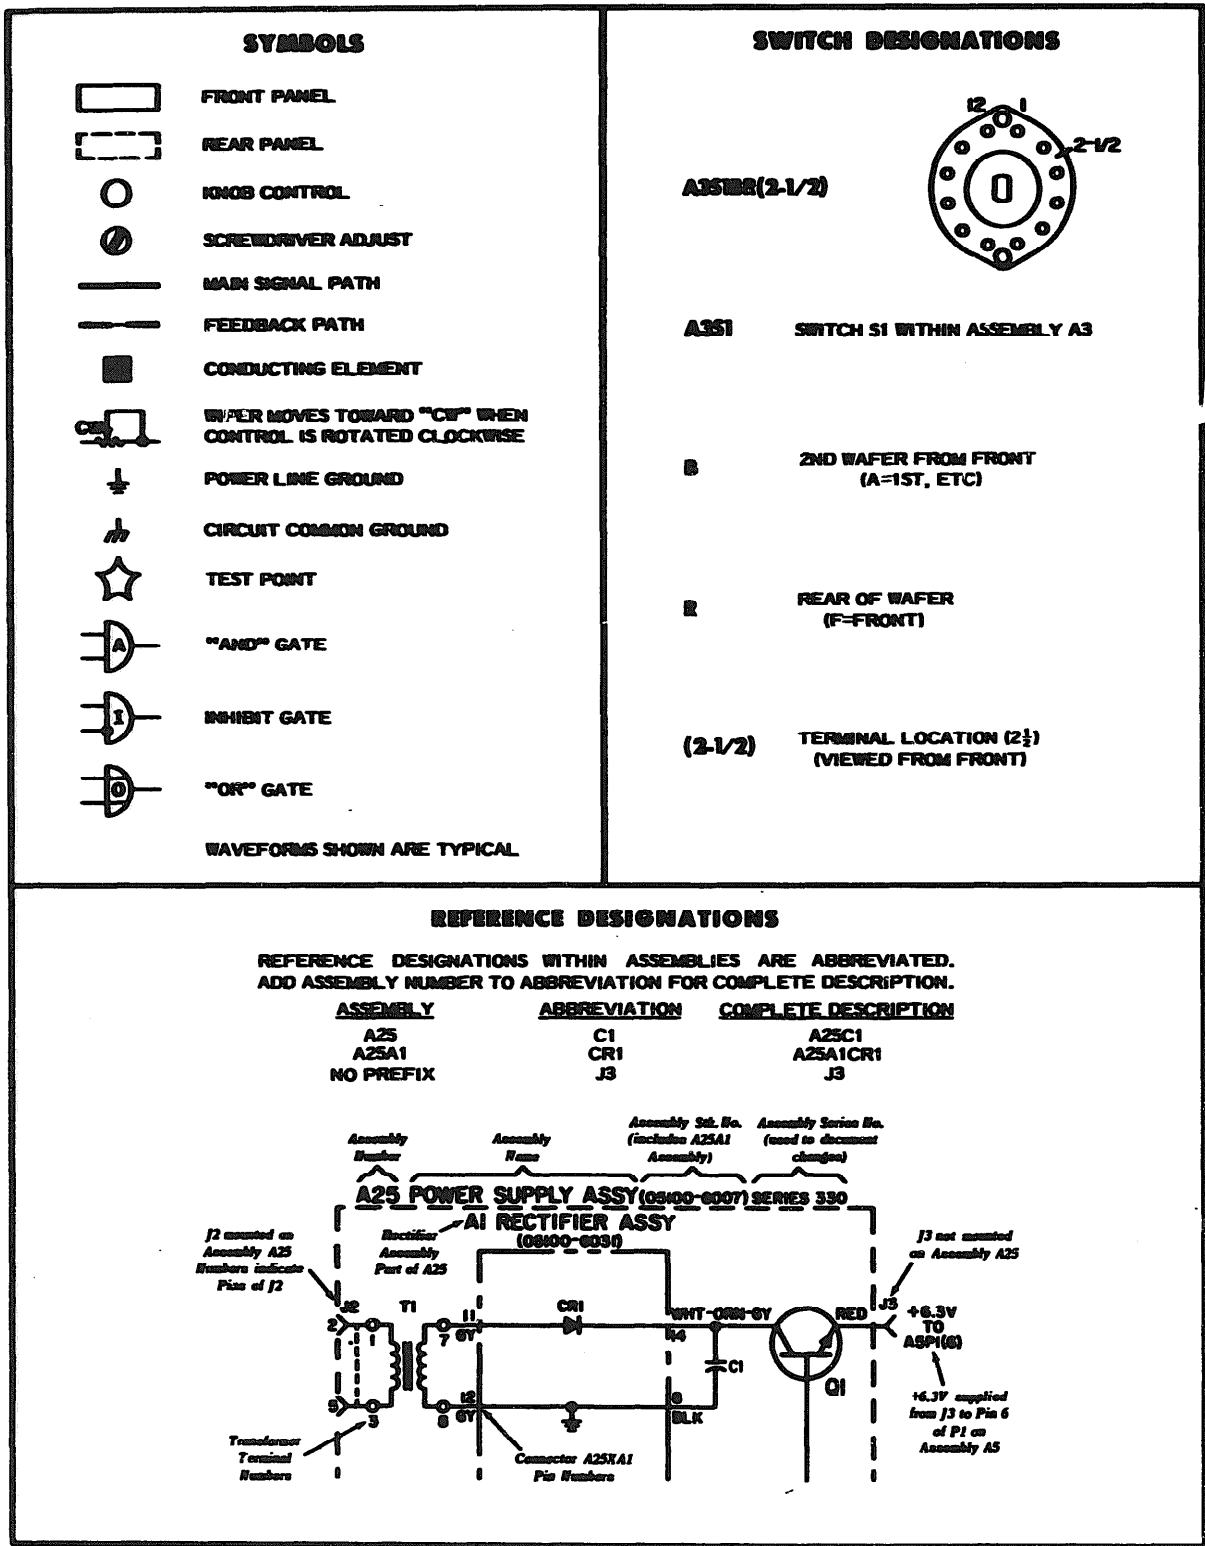 SYMBOLS
FRONT PANEL
REAR PANEL
KNOB CONTROL
SCREWDRIVER ADJUST
MAIN SIGNAL PATH
FEEDBACK PATH
CONDUCTING ELEMENT
CW
WIPER MOVES TOWARD "CW" WHEN
CONTROL IS ROTATED CLOCKWISE
POWER LINE GROUND
CIRCUIT COMMON GROUND
TEST POINT
A
"AND" GATE
I
INHIBIT GATE
O
"OR" GATE
WAVEFORMS SHOWN ARE TYPICAL
SWITCH DESIGNATIONS
12 1
2-1/2
A3S1BR(2-1/2)
A3S1 SWITCH S1 WITHIN ASSEMBLY A3
B 2ND WAFER FROM FRONT
(A=1ST, ETC)
R REAR OF WAFER
(F=FRONT)
(2-1/2) TERMINAL LOCATION (2½)
(VIEWED FROM FRONT)
REFERENCE DESIGNATIONS
REFERENCE DESIGNATIONS WITHIN ASSEMBLIES ARE ABBREVIATED.
ADD ASSEMBLY NUMBER TO ABBREVIATION FOR COMPLETE DESCRIPTION.
ASSEMBLY ABBREVIATION COMPLETE DESCRIPTION
A25 C1 A25C1
A25A1 CR1 A25A1CR1
NO PREFIX J3 J3
Assembly
Number
Assembly
Name
Assembly Stk. No.
(includes A25A1
Assembly)
Assembly Series No.
(used to document
changes)
A25 POWER SUPPLY ASSY (05100-6007) SERIES 330
A1 RECTIFIER ASSY
(05100-6031)
J2 mounted on
Assembly A25
Numbers indicate
Pins of J2
Rectifier
Assembly
Part of A25
J3 not mounted
on Assembly A25
J2 T1 CR1 J3
2 1 7 11 GY 14 WHT-ORN-GY RED
+6.3V
TO
A5P1(6)
C1
Q1
5 3 8 12 GY 6 BLK
+6.3V supplied
from J3 to Pin 6
of P1 on
Assembly A5
Transformer
Terminal
Numbers
Connector A25XA1
Pin Numbers